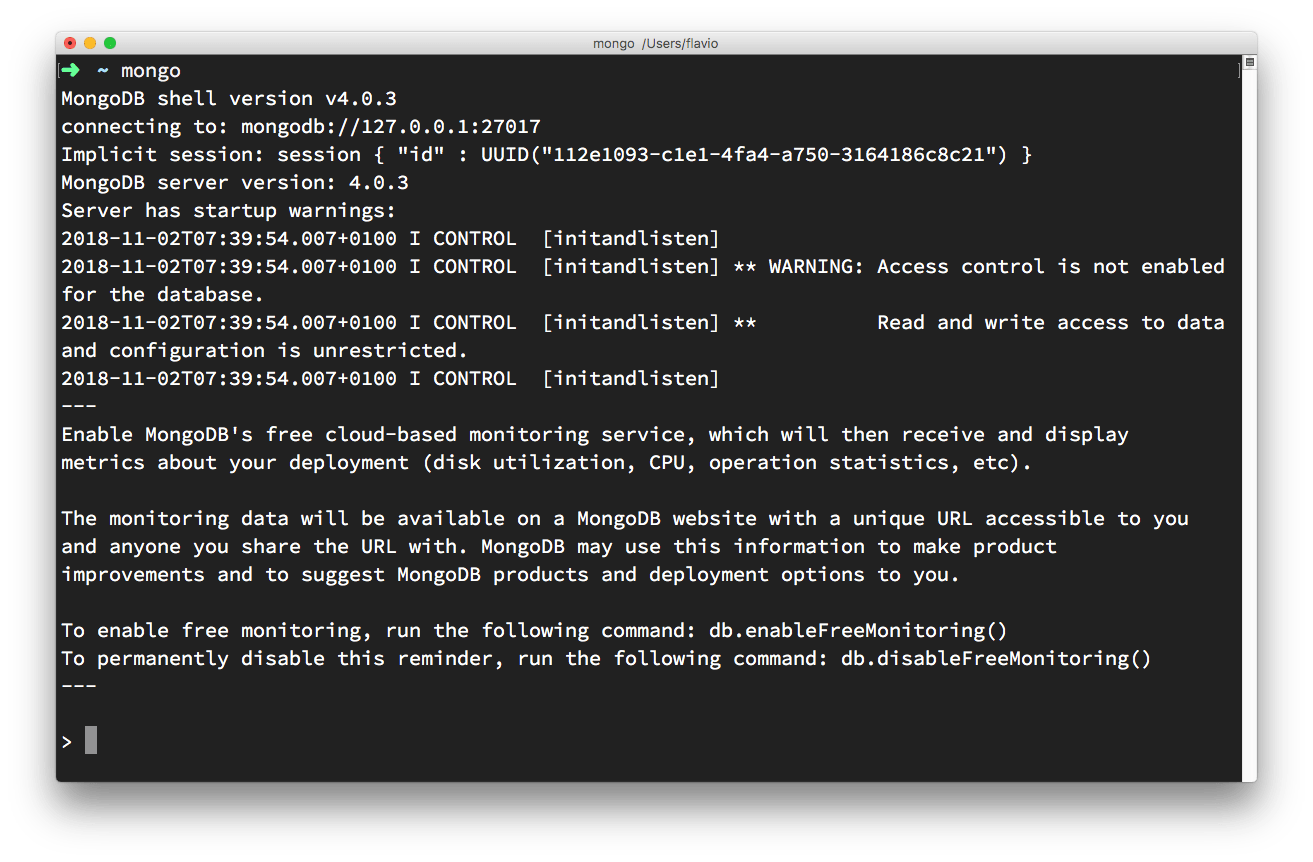 mongo /Users/flavio
➜ ~ mongo
MongoDB shell version v4.0.3
connecting to: mongodb://127.0.0.1:27017
Implicit session: session { "id" : UUID("112e1093-c1e1-4fa4-a750-3164186c8c21") }
MongoDB server version: 4.0.3
Server has startup warnings:
2018-11-02T07:39:54.007+0100 I CONTROL  [initandlisten]
2018-11-02T07:39:54.007+0100 I CONTROL  [initandlisten] ** WARNING: Access control is not enabled
for the database.
2018-11-02T07:39:54.007+0100 I CONTROL  [initandlisten] **          Read and write access to data
and configuration is unrestricted.
2018-11-02T07:39:54.007+0100 I CONTROL  [initandlisten]
---
Enable MongoDB's free cloud-based monitoring service, which will then receive and display
metrics about your deployment (disk utilization, CPU, operation statistics, etc).
The monitoring data will be available on a MongoDB website with a unique URL accessible to you
and anyone you share the URL with. MongoDB may use this information to make product
improvements and to suggest MongoDB products and deployment options to you.
To enable free monitoring, run the following command: db.enableFreeMonitoring()
To permanently disable this reminder, run the following command: db.disableFreeMonitoring()
---
>